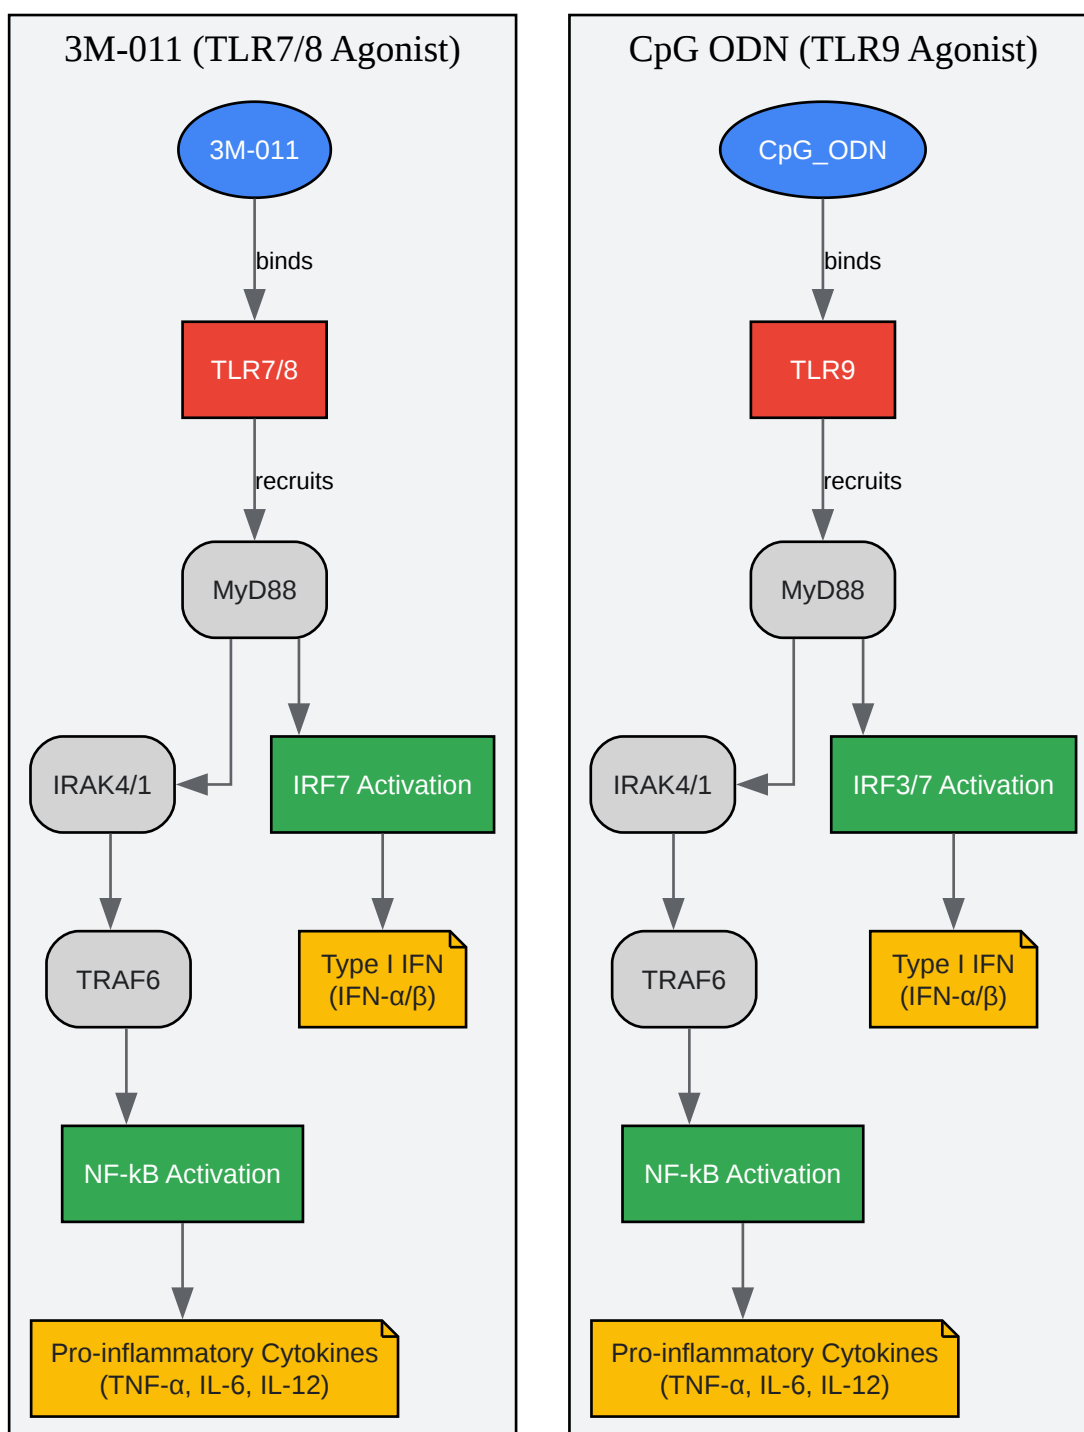 3M-011 (TLR7/8 Agonist)
3M-011
binds
TLR7/8
recruits
MyD88
IRAK4/1
IRF7 Activation
TRAF6
Type I IFN
(IFN-α/β)
NF-kB Activation
Pro-inflammatory Cytokines
(TNF-α, IL-6, IL-12)
CpG ODN (TLR9 Agonist)
CpG_ODN
binds
TLR9
recruits
MyD88
IRAK4/1
IRF3/7 Activation
TRAF6
Type I IFN
(IFN-α/β)
NF-kB Activation
Pro-inflammatory Cytokines
(TNF-α, IL-6, IL-12)